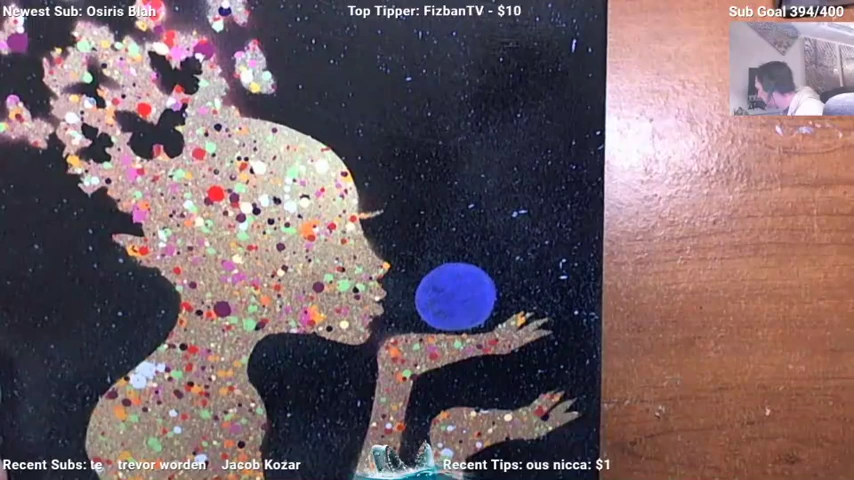 Newest Sub: Osiris Blah
Top Tipper: FizbanTV - $10
Sub Goal 394/400
Recent Subs: te trevor worden Jacob Kozar
Recent Tips: ous nicca: $1